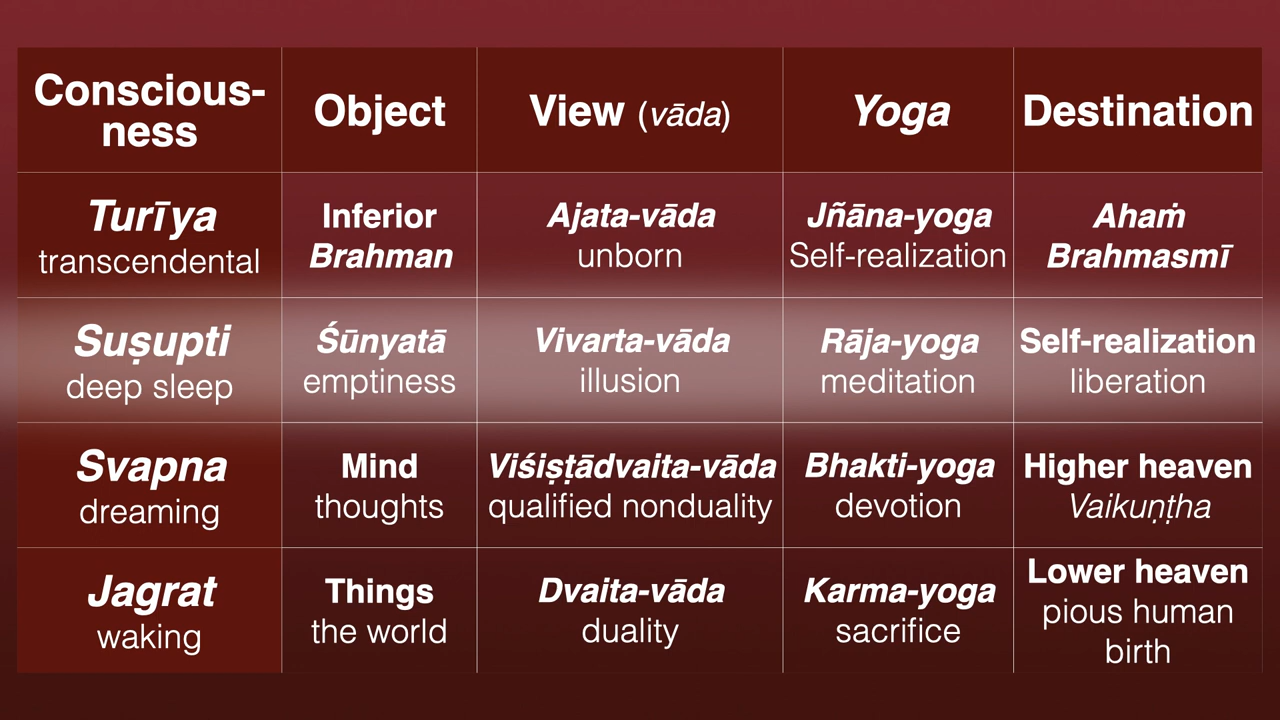 Conscious-
ness
Object
View (vāda)
Yoga
Destination
Turīya
transcendental
Inferior
Brahman
Ajata-vāda
unborn
Jñāna-yoga
Self-realization
Ahaṁ
Brahmasmī
Suṣupti
deep sleep
Śūnyatā
emptiness
Vivarta-vāda
illusion
Rāja-yoga
meditation
Self-realization
liberation
Svapna
dreaming
Mind
thoughts
Viśiṣṭādvaita-vāda
qualified nonduality
Bhakti-yoga
devotion
Higher heaven
Vaikuṇṭha
Jagrat
waking
Things
the world
Dvaita-vāda
duality
Karma-yoga
sacrifice
Lower heaven
pious human
birth